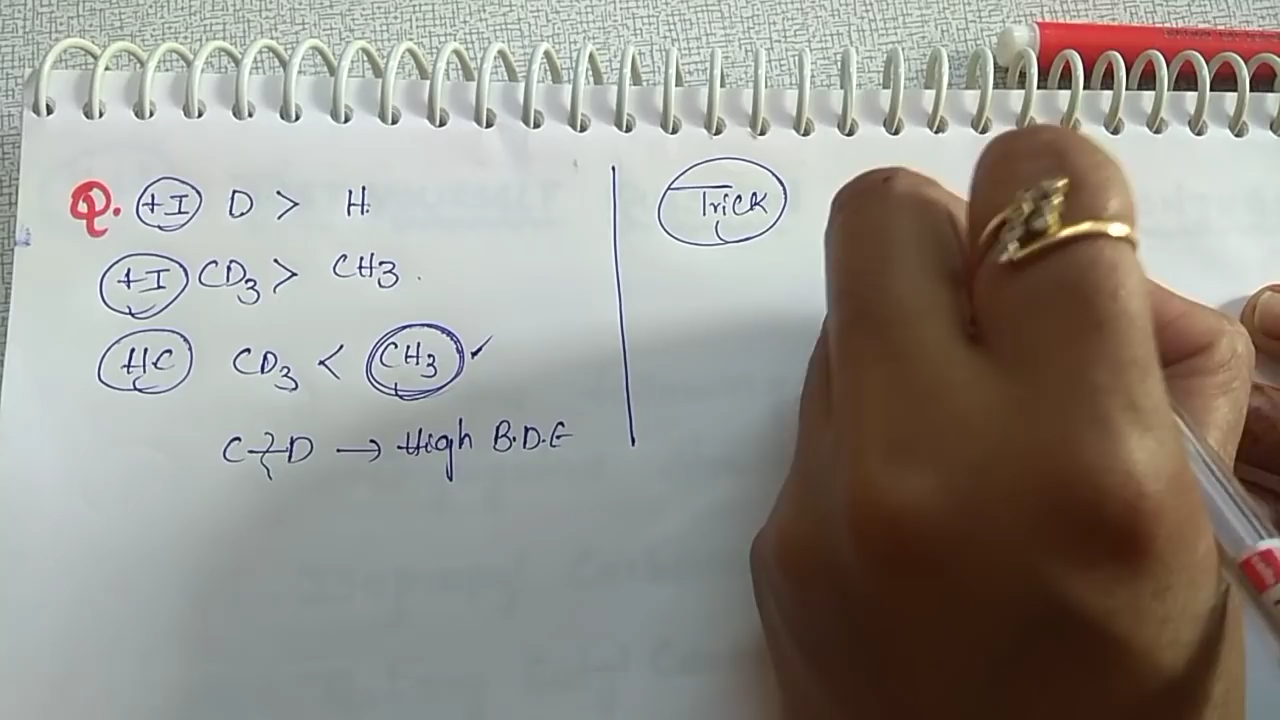 Q. +I D > H.
+I CD3 > CH3.
HC CD3 < CH3 ✓
C-D → High B.D.E
Trick